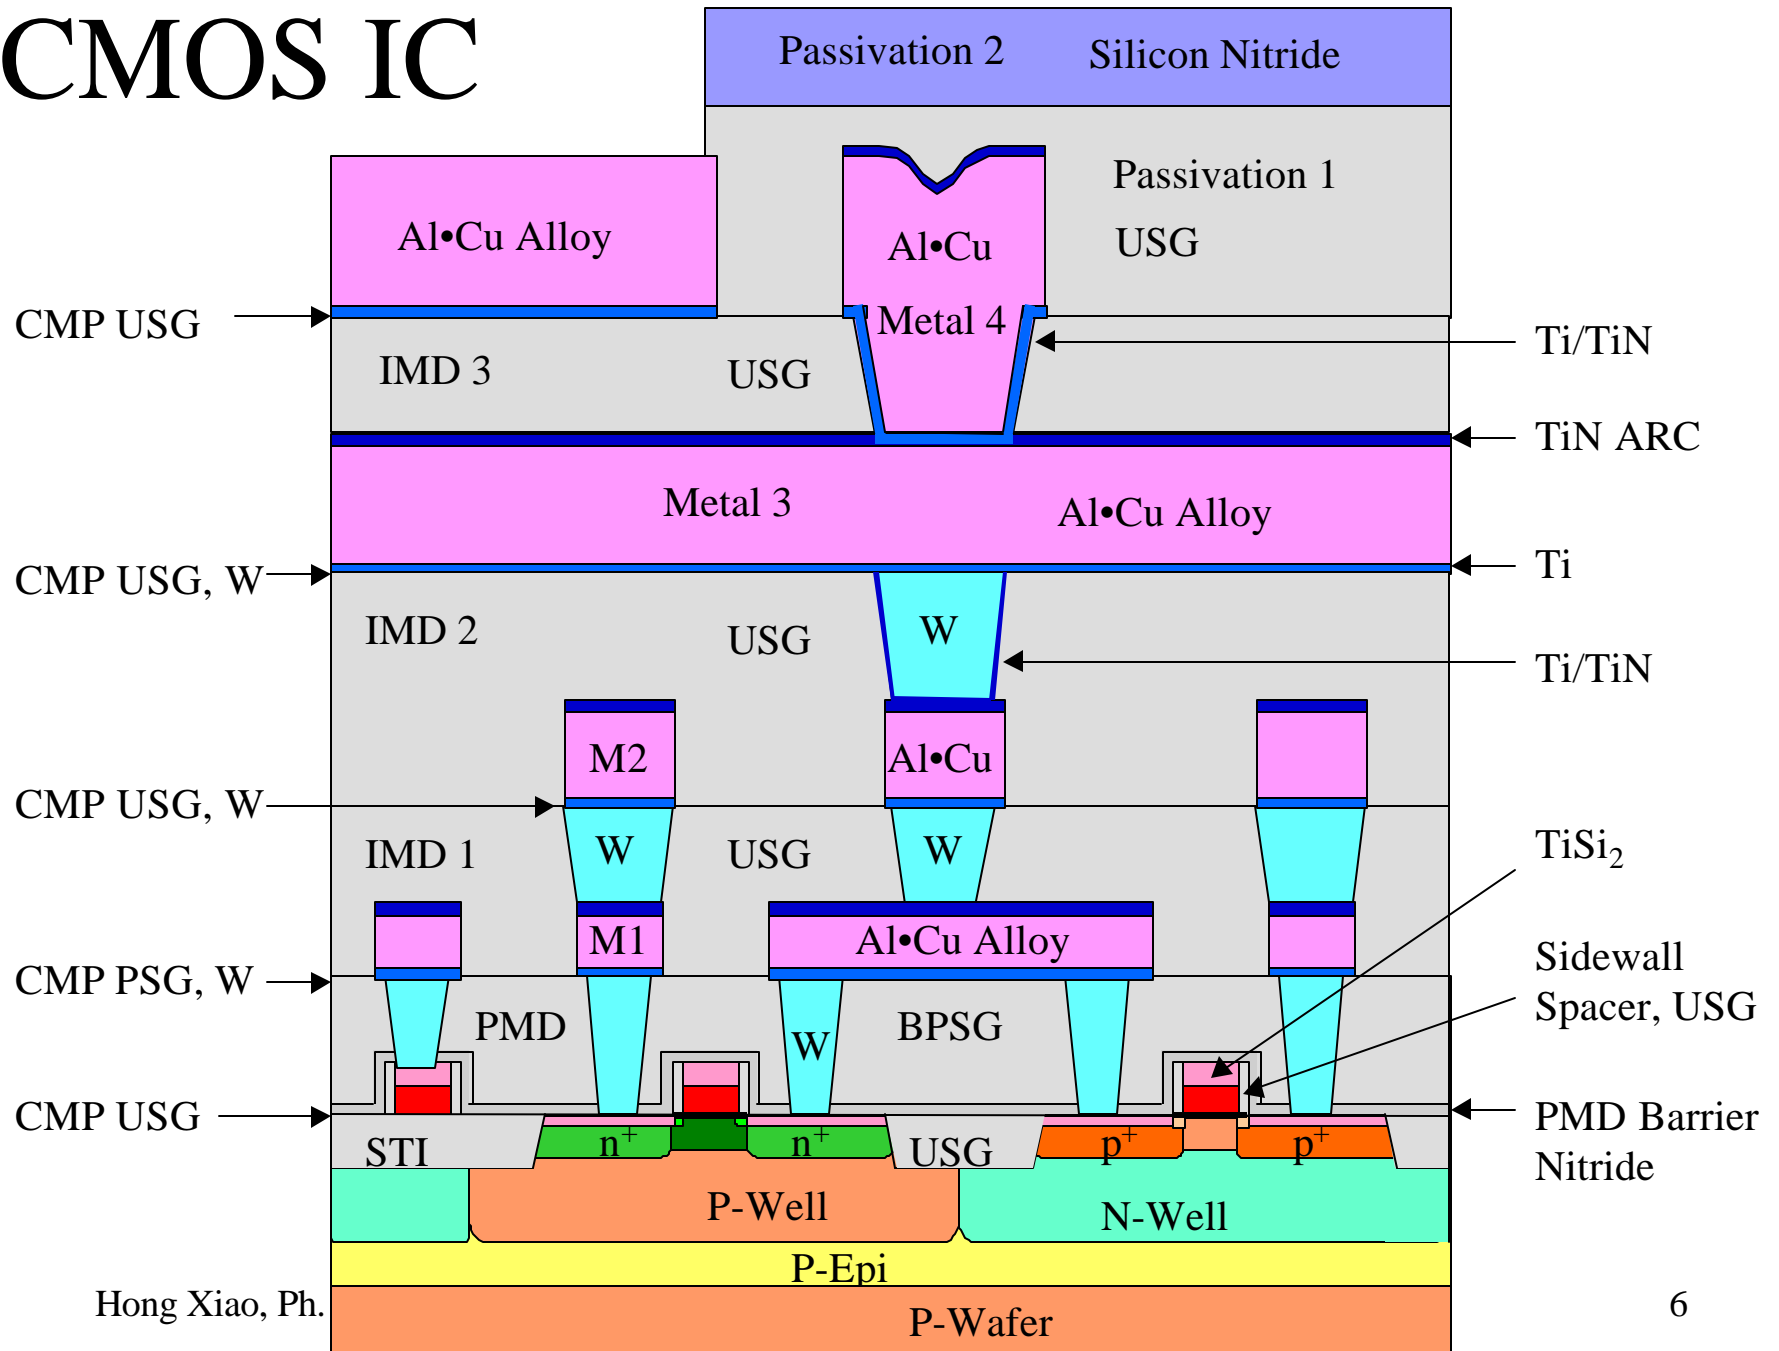 CMOS IC
Passivation 2 Silicon Nitride
Passivation 1
USG
Al•Cu Alloy
Al•Cu
Metal 4
CMP USG
IMD 3 USG
Ti/TiN
TiN ARC
Metal 3 Al•Cu Alloy
Ti
CMP USG, W
IMD 2 USG W
Ti/TiN
M2 Al•Cu
CMP USG, W
IMD 1 W USG W
TiSi₂
M1 Al•Cu Alloy
CMP PSG, W
Sidewall
Spacer, USG
PMD W BPSG
CMP USG
PMD Barrier
Nitride
STI n⁺ n⁺ USG p⁺ p⁺
P-Well N-Well
P-Epi
Hong Xiao, Ph.
P-Wafer
6